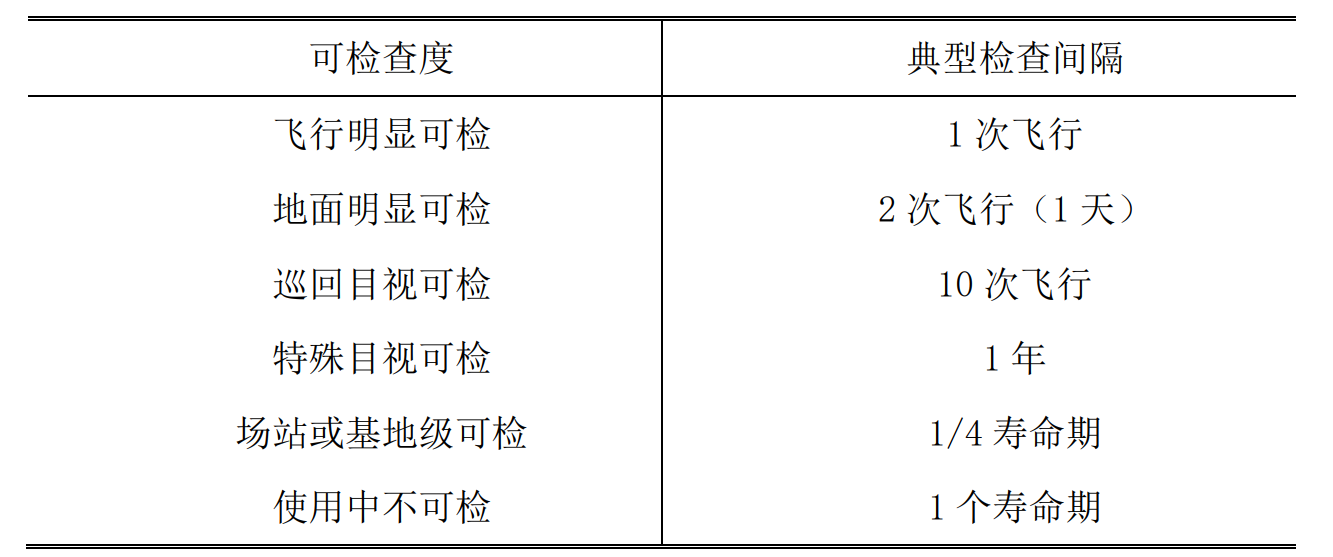 可检查度 典型检查间隔
飞行明显可检 1 次飞行
地面明显可检 2 次飞行（1 天）
巡回目视可检 10 次飞行
特殊目视可检 1 年
场站或基地级可检 1/4 寿命期
使用中不可检 1 个寿命期